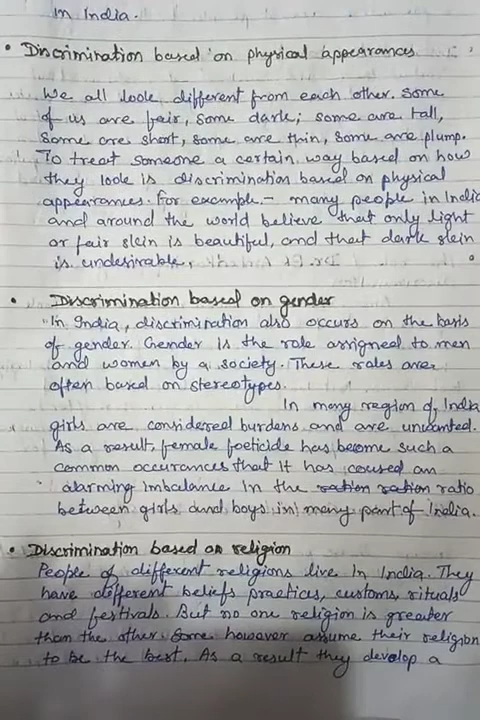 in India.
• Discrimination based on physical appearances
We all look different from each other. Some
of us are fair, some dark; some are tall,
some are short, some are thin, some are plump.
To treat someone a certain way based on how
they look is discrimination based on physical
appearances. For example:- many people in India
and around the world believe that only light
or fair skin is beautiful, and that dark skin
is undesirable.
• Discrimination based on gender
In India, discrimination also occurs on the basis
of gender. Gender is the role assigned to men
and women by a society. These roles are
often based on stereotypes.
In many region of India
girls are considered burdens and are unwanted.
As a result, female foeticide has become such a
common occurances that it has caused an
alarming imbalance in the ration ration ratio
between girls and boys in many part of India.
• Discrimination based on religion
People of different religions live in India. They
have different beliefs practices, customs, rituals
and festivals. But no one religion is greater
than the other. Some however assume their religion
to be the best. As a result they develop a